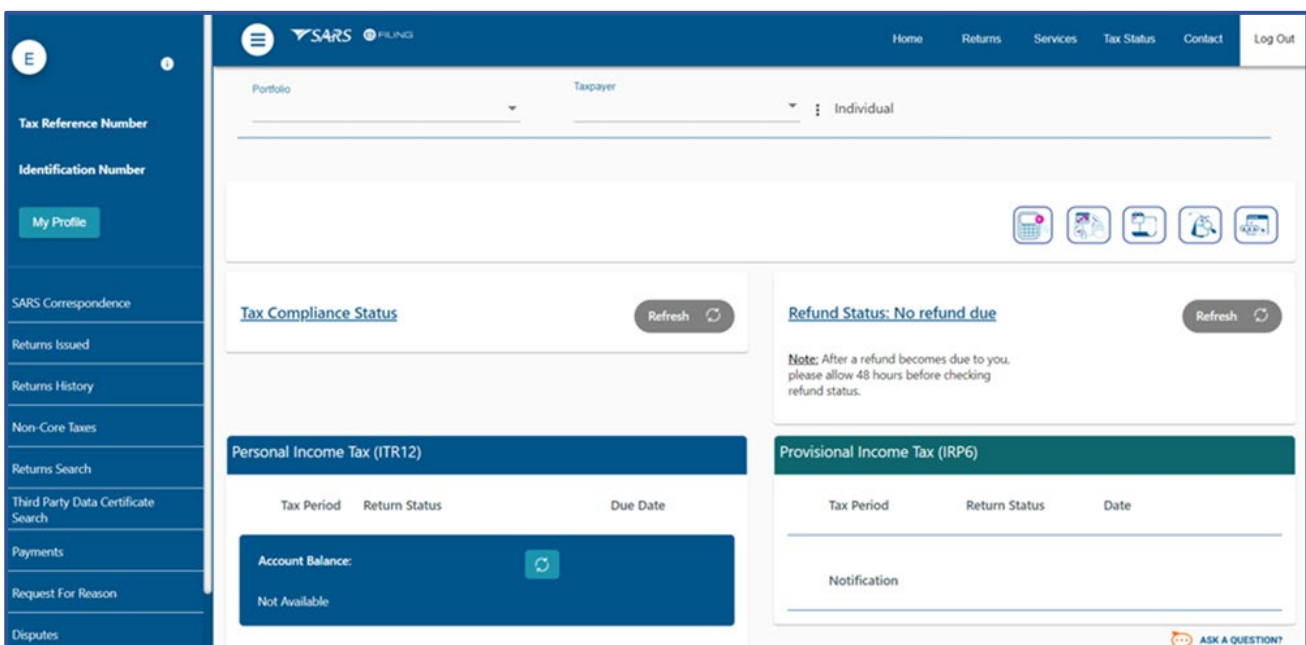 E
Tax Reference Number
Identification Number
My Profile
SARS Correspondence
Returns Issued
Returns History
Non-Core Taxes
Returns Search
Third Party Data Certificate
Search
Payments
Request For Reason
Disputes
SARS eFILING
Home Returns Services Tax Status Contact Log Out
Portfolio Taxpayer
Individual
Tax Compliance Status
Refresh
Refund Status: No refund due
Refresh
Note: After a refund becomes due to you,
please allow 48 hours before checking
refund status.
Personal Income Tax (ITR12)
Tax Period Return Status Due Date
Account Balance:
Not Available
Provisional Income Tax (IRP6)
Tax Period Return Status Date
Notification
ASK A QUESTION?